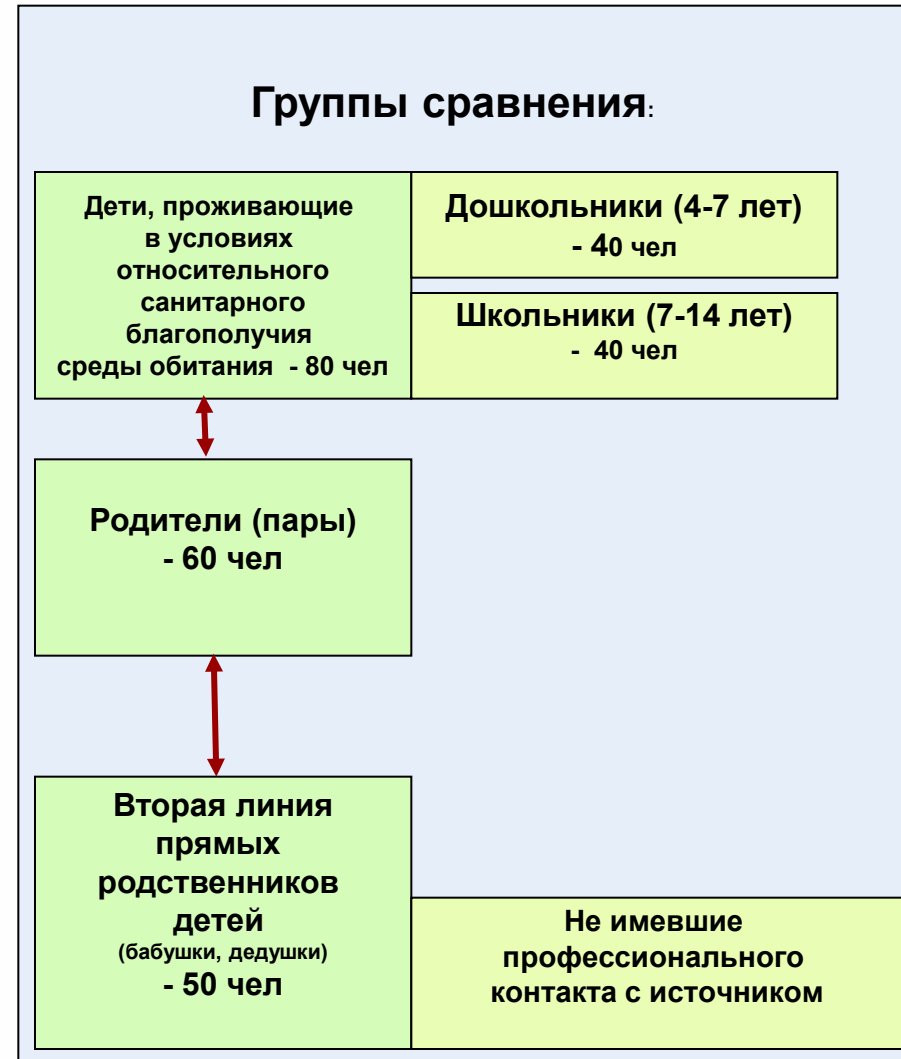 Группы сравнения:
Дети, проживающие
в условиях
относительного
санитарного
благополучия
среды обитания - 80 чел
Дошкольники (4-7 лет)
- 40 чел
Школьники (7-14 лет)
- 40 чел
Родители (пары)
- 60 чел
Вторая линия
прямых
родственников
детей
(бабушки, дедушки)
- 50 чел
Не имевшие
профессионального
контакта с источником